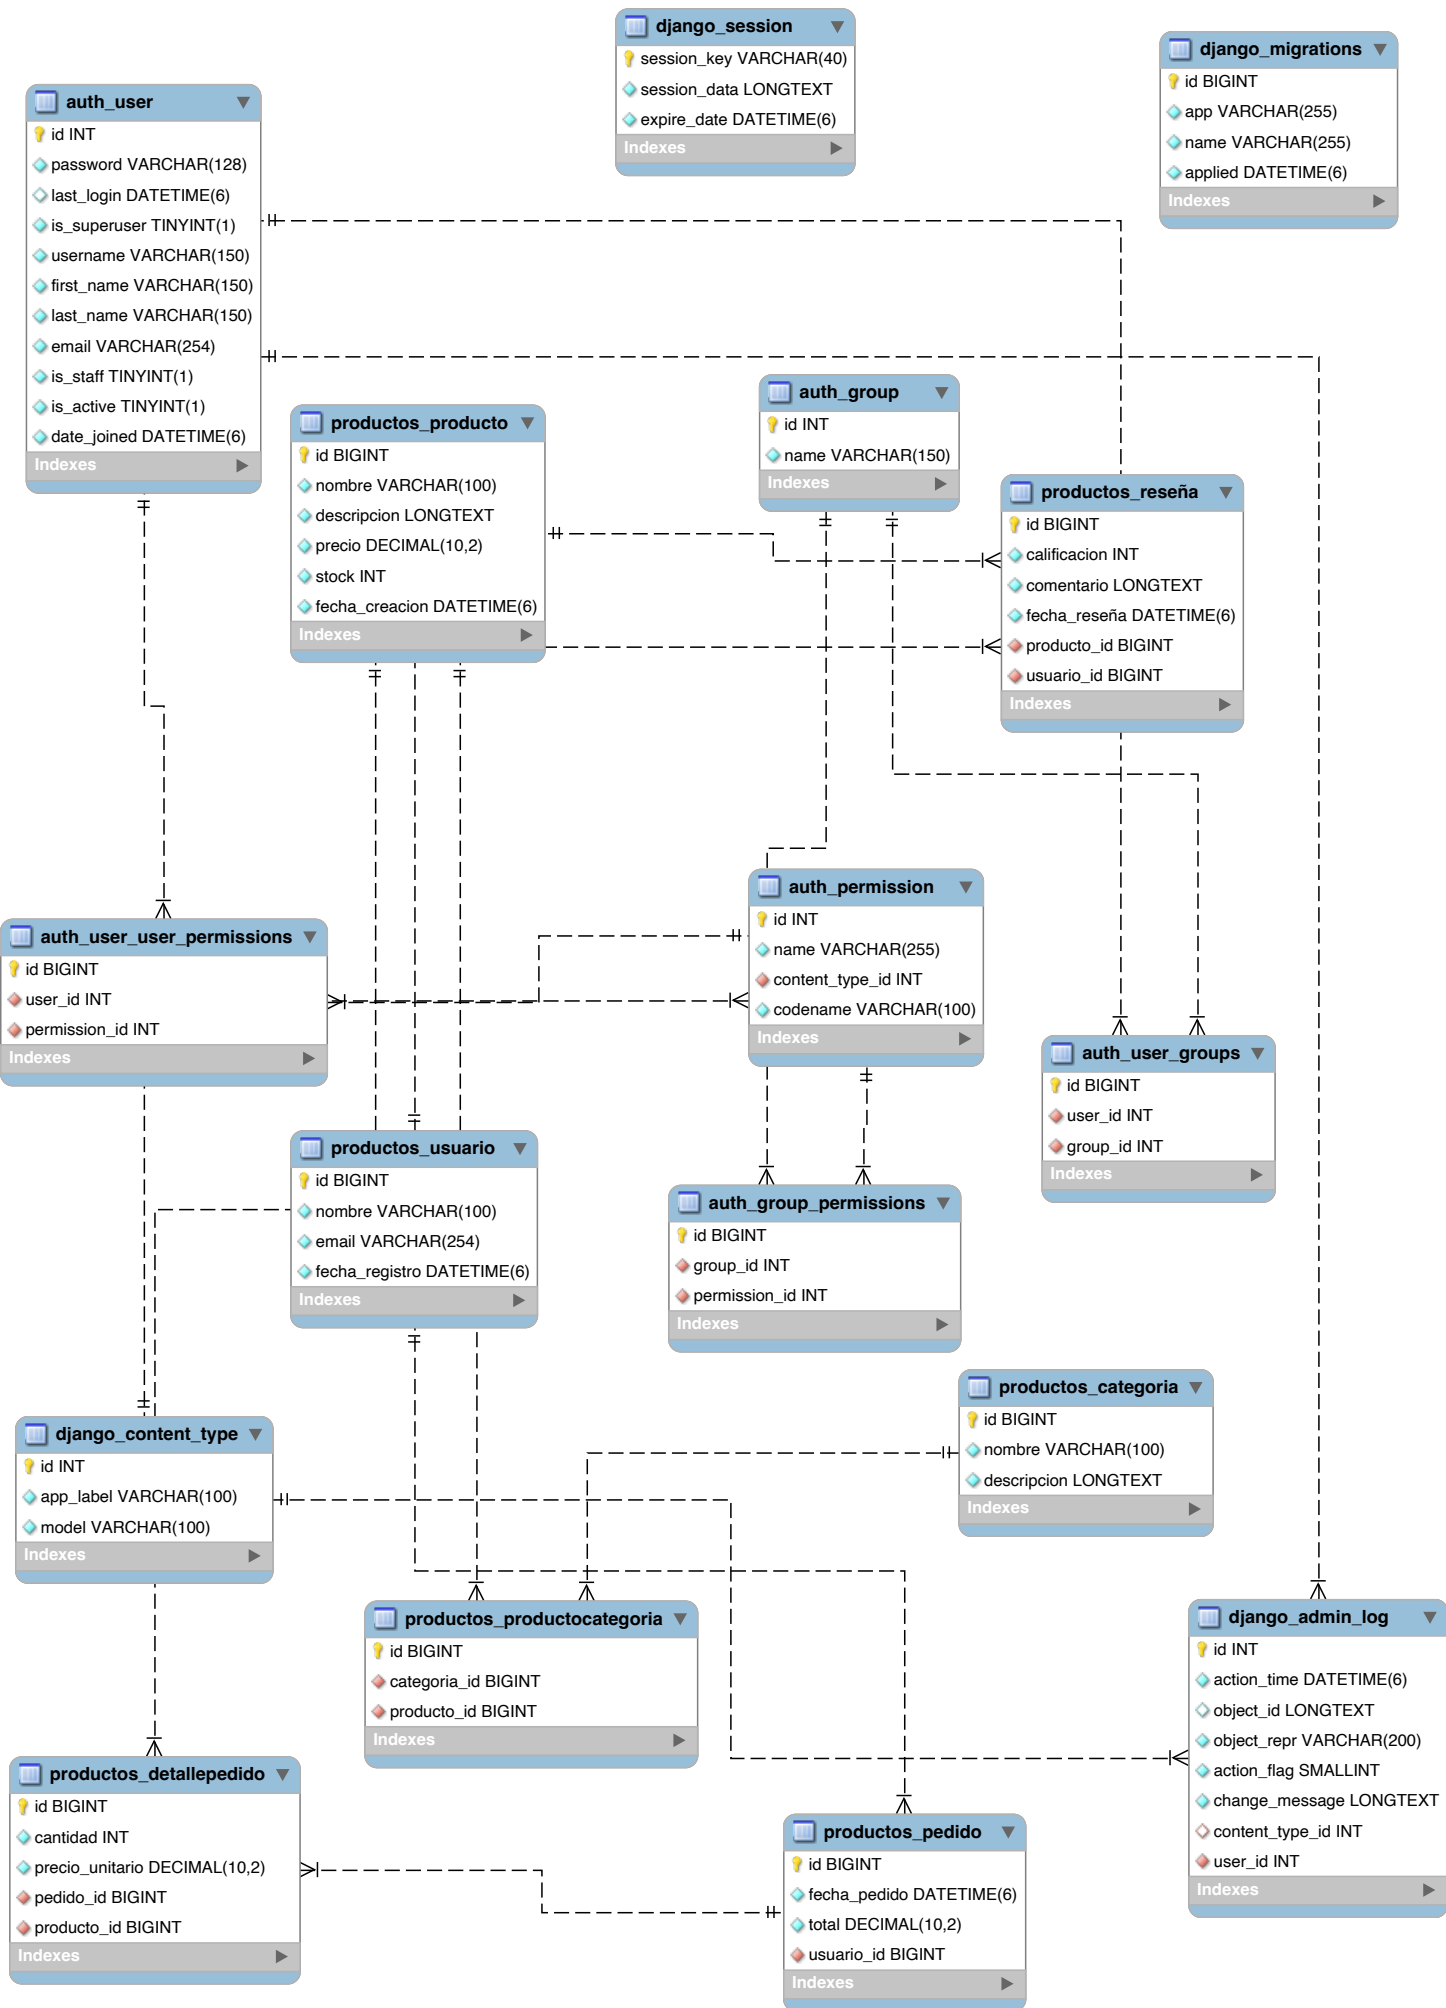 django_session
session_key VARCHAR(40)
session_data LONGTEXT
expire_date DATETIME(6)
Indexes
django_migrations
id BIGINT
app VARCHAR(255)
name VARCHAR(255)
applied DATETIME(6)
Indexes
auth_user
id INT
password VARCHAR(128)
last_login DATETIME(6)
is_superuser TINYINT(1)
username VARCHAR(150)
first_name VARCHAR(150)
last_name VARCHAR(150)
email VARCHAR(254)
is_staff TINYINT(1)
is_active TINYINT(1)
date_joined DATETIME(6)
Indexes
productos_producto
id BIGINT
nombre VARCHAR(100)
descripcion LONGTEXT
precio DECIMAL(10,2)
stock INT
fecha_creacion DATETIME(6)
Indexes
auth_group
id INT
name VARCHAR(150)
Indexes
productos_reseña
id BIGINT
calificacion INT
comentario LONGTEXT
fecha_reseña DATETIME(6)
producto_id BIGINT
usuario_id BIGINT
Indexes
auth_user_user_permissions
id BIGINT
user_id INT
permission_id INT
Indexes
auth_permission
id INT
name VARCHAR(255)
content_type_id INT
codename VARCHAR(100)
Indexes
auth_user_groups
id BIGINT
user_id INT
group_id INT
Indexes
productos_usuario
id BIGINT
nombre VARCHAR(100)
email VARCHAR(254)
fecha_registro DATETIME(6)
Indexes
auth_group_permissions
id BIGINT
group_id INT
permission_id INT
Indexes
productos_categoria
id BIGINT
nombre VARCHAR(100)
descripcion LONGTEXT
Indexes
django_content_type
id INT
app_label VARCHAR(100)
model VARCHAR(100)
Indexes
productos_productocategoria
id BIGINT
categoria_id BIGINT
producto_id BIGINT
Indexes
django_admin_log
id INT
action_time DATETIME(6)
object_id LONGTEXT
object_repr VARCHAR(200)
action_flag SMALLINT
change_message LONGTEXT
content_type_id INT
user_id INT
Indexes
productos_detallepedido
id BIGINT
cantidad INT
precio_unitario DECIMAL(10,2)
pedido_id BIGINT
producto_id BIGINT
Indexes
productos_pedido
id BIGINT
fecha_pedido DATETIME(6)
total DECIMAL(10,2)
usuario_id BIGINT
Indexes